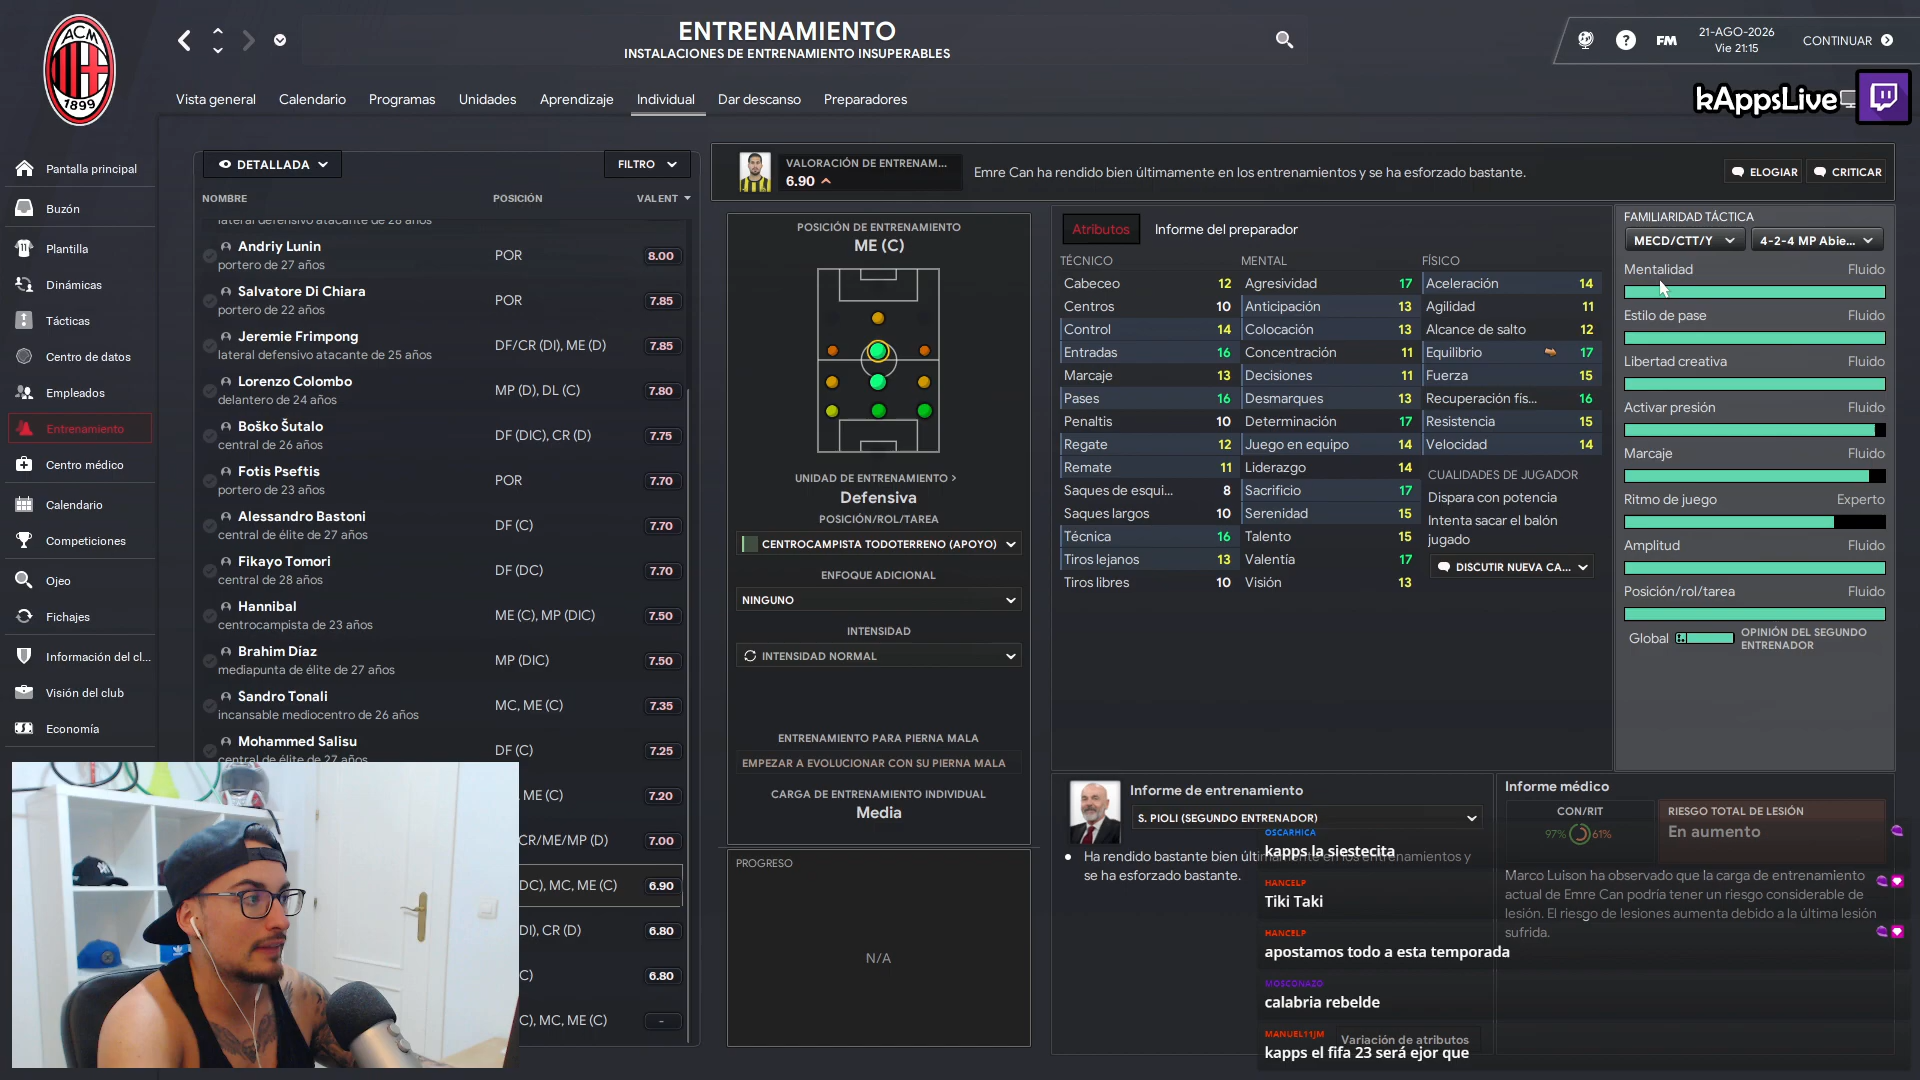 ACM
1899
ENTRENAMIENTO
INSTALACIONES DE ENTRENAMIENTO INSUPERABLES
?
FM
21-AGO-2026
Vie 21:15
CONTINUAR
Vista general
Calendario
Programas
Unidades
Aprendizaje
Individual
Dar descanso
Preparadores
kAppsLive
Pantalla principal
Buzón
Plantilla
Dinámicas
Tácticas
Centro de datos
Empleados
Entrenamiento
Centro médico
Calendario
Competiciones
Ojeo
Fichajes
Información del cl...
Visión del club
Economía
DETALLADA
FILTRO
NOMBRE POSICIÓN VALENT
lateral defensivo atacante de 28 años
Andriy Lunin POR 8.00
portero de 27 años
Salvatore Di Chiara POR 7.85
portero de 22 años
Jeremie Frimpong DF/CR (DI), ME (D) 7.85
lateral defensivo atacante de 25 años
Lorenzo Colombo MP (D), DL (C) 7.80
delantero de 24 años
Boško Šutalo DF (DIC), CR (D) 7.75
central de 26 años
Fotis Pseftis POR 7.70
portero de 23 años
Alessandro Bastoni DF (C) 7.70
central de élite de 27 años
Fikayo Tomori DF (DC) 7.70
central de 28 años
Hannibal ME (C), MP (DIC) 7.50
centrocampista de 23 años
Brahim Díaz MP (DIC) 7.50
mediapunta de élite de 27 años
Sandro Tonali MC, ME (C) 7.35
incansable mediocentro de 26 años
Mohammed Salisu DF (C) 7.25
central de élite de 27 años
ME (C) 7.20
CR/ME/MP (D) 7.00
DC), MC, ME (C) 6.90
DI), CR (D) 6.80
C) 6.80
C), MC, ME (C) -
VALORACIÓN DE ENTRENAM...
6.90
Emre Can ha rendido bien últimamente en los entrenamientos y se ha esforzado bastante.
ELOGIAR
CRITICAR
POSICIÓN DE ENTRENAMIENTO
ME (C)
UNIDAD DE ENTRENAMIENTO >
Defensiva
POSICIÓN/ROL/TAREA
CENTROCAMPISTA TODOTERRENO (APOYO)
ENFOQUE ADICIONAL
NINGUNO
INTENSIDAD
INTENSIDAD NORMAL
ENTRENAMIENTO PARA PIERNA MALA
EMPEZAR A EVOLUCIONAR CON SU PIERNA MALA
CARGA DE ENTRENAMIENTO INDIVIDUAL
Media
PROGRESO
N/A
Atributos
Informe del preparador
TÉCNICO
Cabeceo 12
Centros 10
Control 14
Entradas 16
Marcaje 13
Pases 16
Penaltis 10
Regate 12
Remate 11
Saques de esqui... 8
Saques largos 10
Técnica 16
Tiros lejanos 13
Tiros libres 10
MENTAL
Agresividad 17
Anticipación 13
Colocación 13
Concentración 11
Decisiones 11
Desmarques 13
Determinación 17
Juego en equipo 14
Liderazgo 14
Sacrificio 17
Serenidad 15
Talento 15
Valentía 17
Visión 13
FÍSICO
Aceleración 14
Agilidad 11
Alcance de salto 12
Equilibrio 17
Fuerza 15
Recuperación fís... 16
Resistencia 15
Velocidad 14
CUALIDADES DE JUGADOR
Dispara con potencia
Intenta sacar el balón
jugado
DISCUTIR NUEVA CA...
FAMILIARIDAD TÁCTICA
MECD/CTT/Y
4-2-4 MP Abie...
Mentalidad Fluido
Estilo de pase Fluido
Libertad creativa Fluido
Activar presión Fluido
Marcaje Fluido
Ritmo de juego Experto
Amplitud Fluido
Posición/rol/tarea Fluido
Global
OPINIÓN DEL SEGUNDO
ENTRENADOR
Informe de entrenamiento
S. PIOLI (SEGUNDO ENTRENADOR)
Ha rendido bastante bien últimamente en los entrenamientos y
se ha esforzado bastante.
Variación de atributos
OSCARHICA
kapps la siestecita
HANCELP
Tiki Taki
HANCELP
apostamos todo a esta temporada
MOSCONAZO
calabria rebelde
MANUEL11JM
kapps el fifa 23 será ejor que
Informe médico
CON/RIT
97% 61%
RIESGO TOTAL DE LESIÓN
En aumento
Marco Luison ha observado que la carga de entrenamiento
actual de Emre Can podría tener un riesgo considerable de
lesión. El riesgo de lesiones aumenta debido a la última lesión
sufrida.